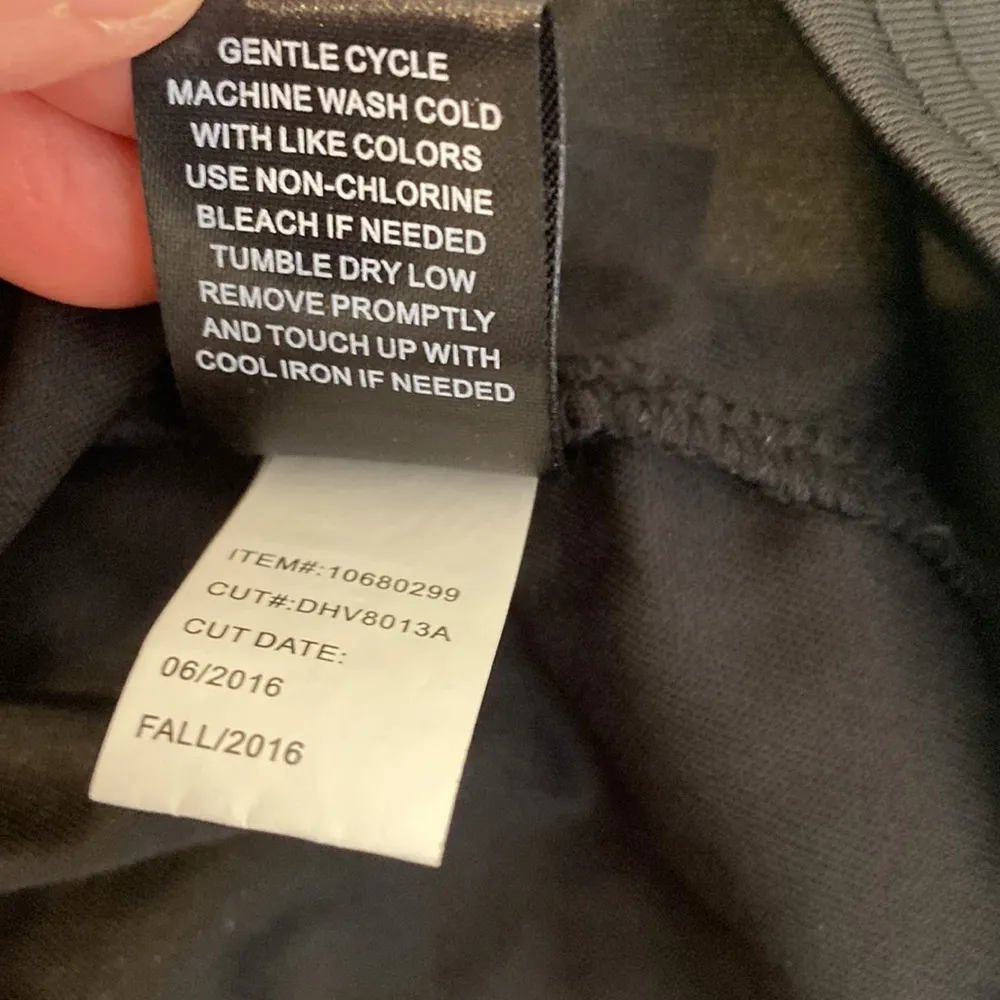 GENTLE CYCLE
MACHINE WASH COLD
WITH LIKE COLORS
USE NON-CHLORINE
BLEACH IF NEEDED
TUMBLE DRY LOW
REMOVE PROMPTLY
AND TOUCH UP WITH
COOL IRON IF NEEDED
ITEM#:10680299
CUT#:DHV8013A
CUT DATE:
06/2016
FALL/2016